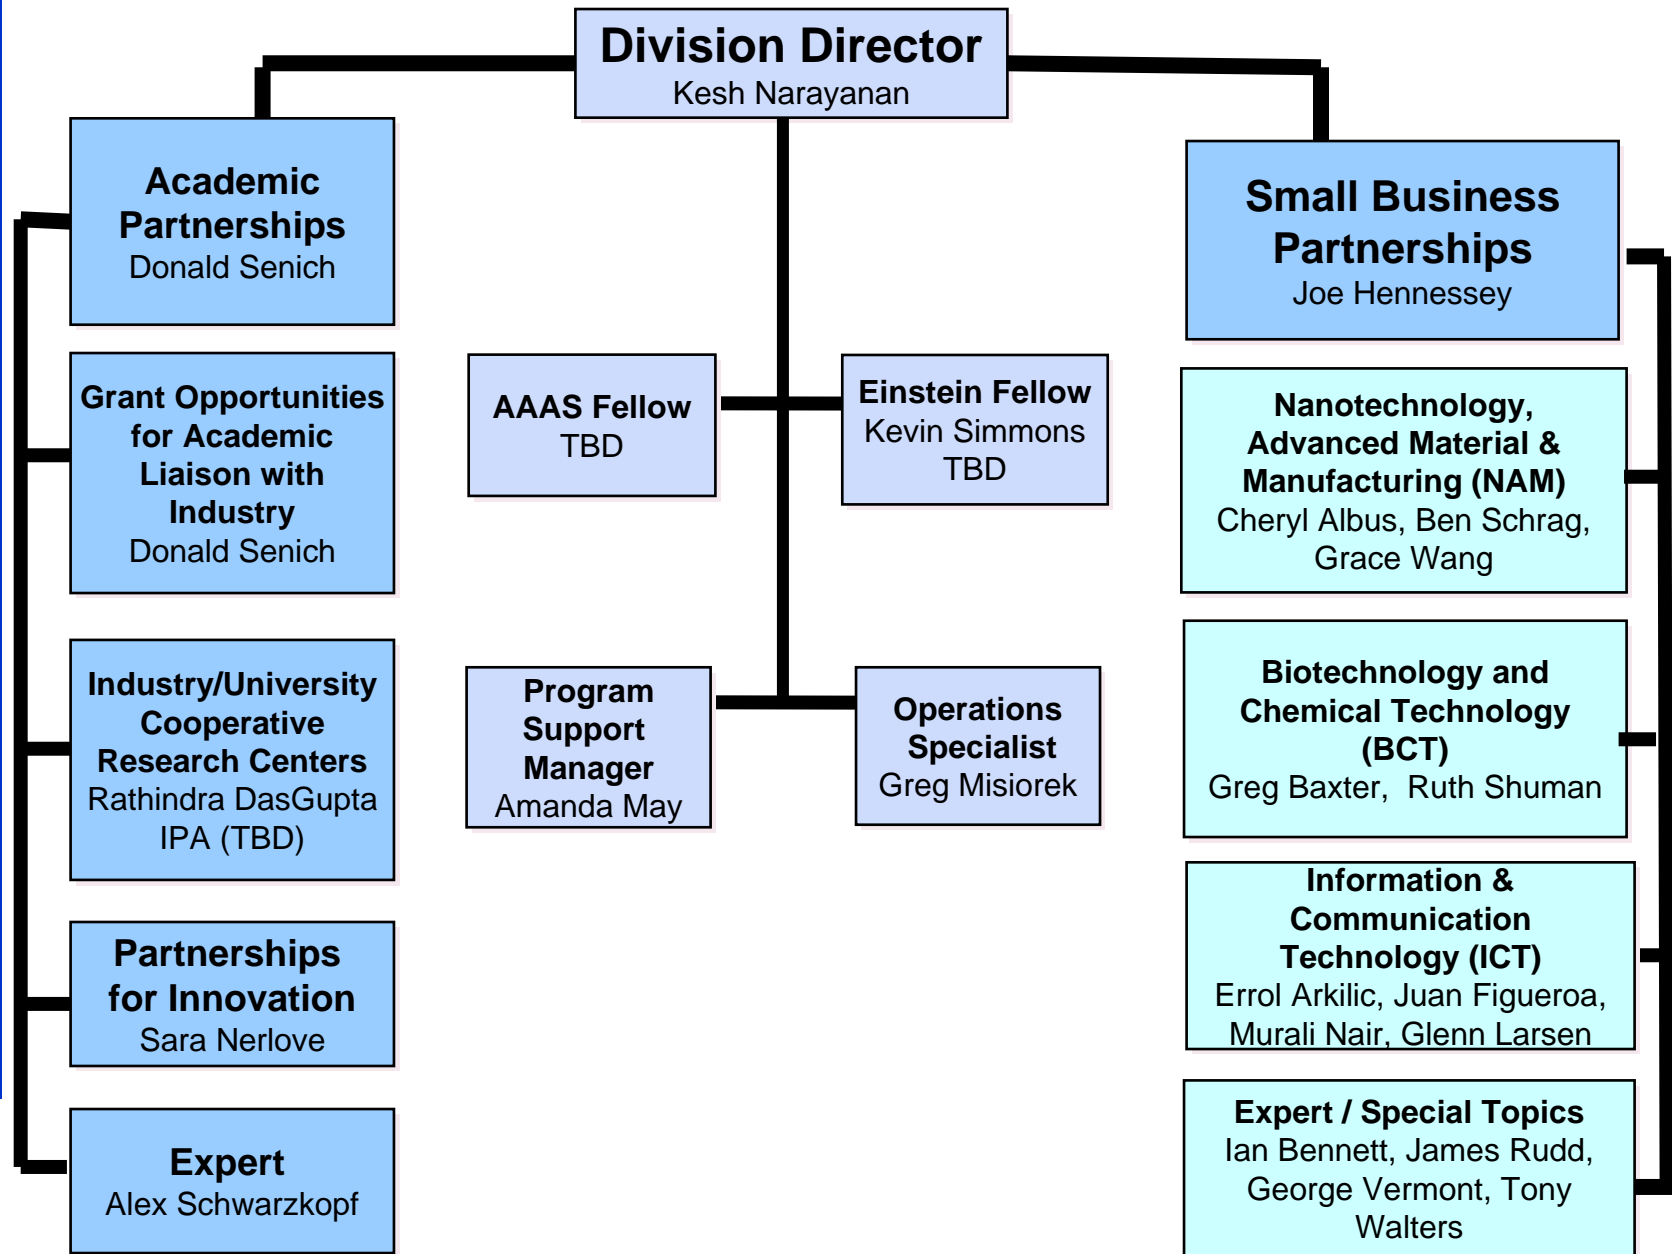 Division Director
Kesh Narayanan
Academic
Partnerships
Donald Senich
Small Business
Partnerships
Joe Hennessey
Grant Opportunities
for Academic
Liaison with
Industry
Donald Senich
AAAS Fellow
TBD
Einstein Fellow
Kevin Simmons
TBD
Nanotechnology,
Advanced Material &
Manufacturing (NAM)
Cheryl Albus, Ben Schrag,
Grace Wang
Industry/University
Cooperative
Research Centers
Rathindra DasGupta
IPA (TBD)
Program
Support
Manager
Amanda May
Operations
Specialist
Greg Misiorek
Biotechnology and
Chemical Technology
(BCT)
Greg Baxter,  Ruth Shuman
Partnerships
for Innovation
Sara Nerlove
Information &
Communication
Technology (ICT)
Errol Arkilic, Juan Figueroa,
Murali Nair, Glenn Larsen
Expert
Alex Schwarzkopf
Expert / Special Topics
Ian Bennett, James Rudd,
George Vermont, Tony
Walters